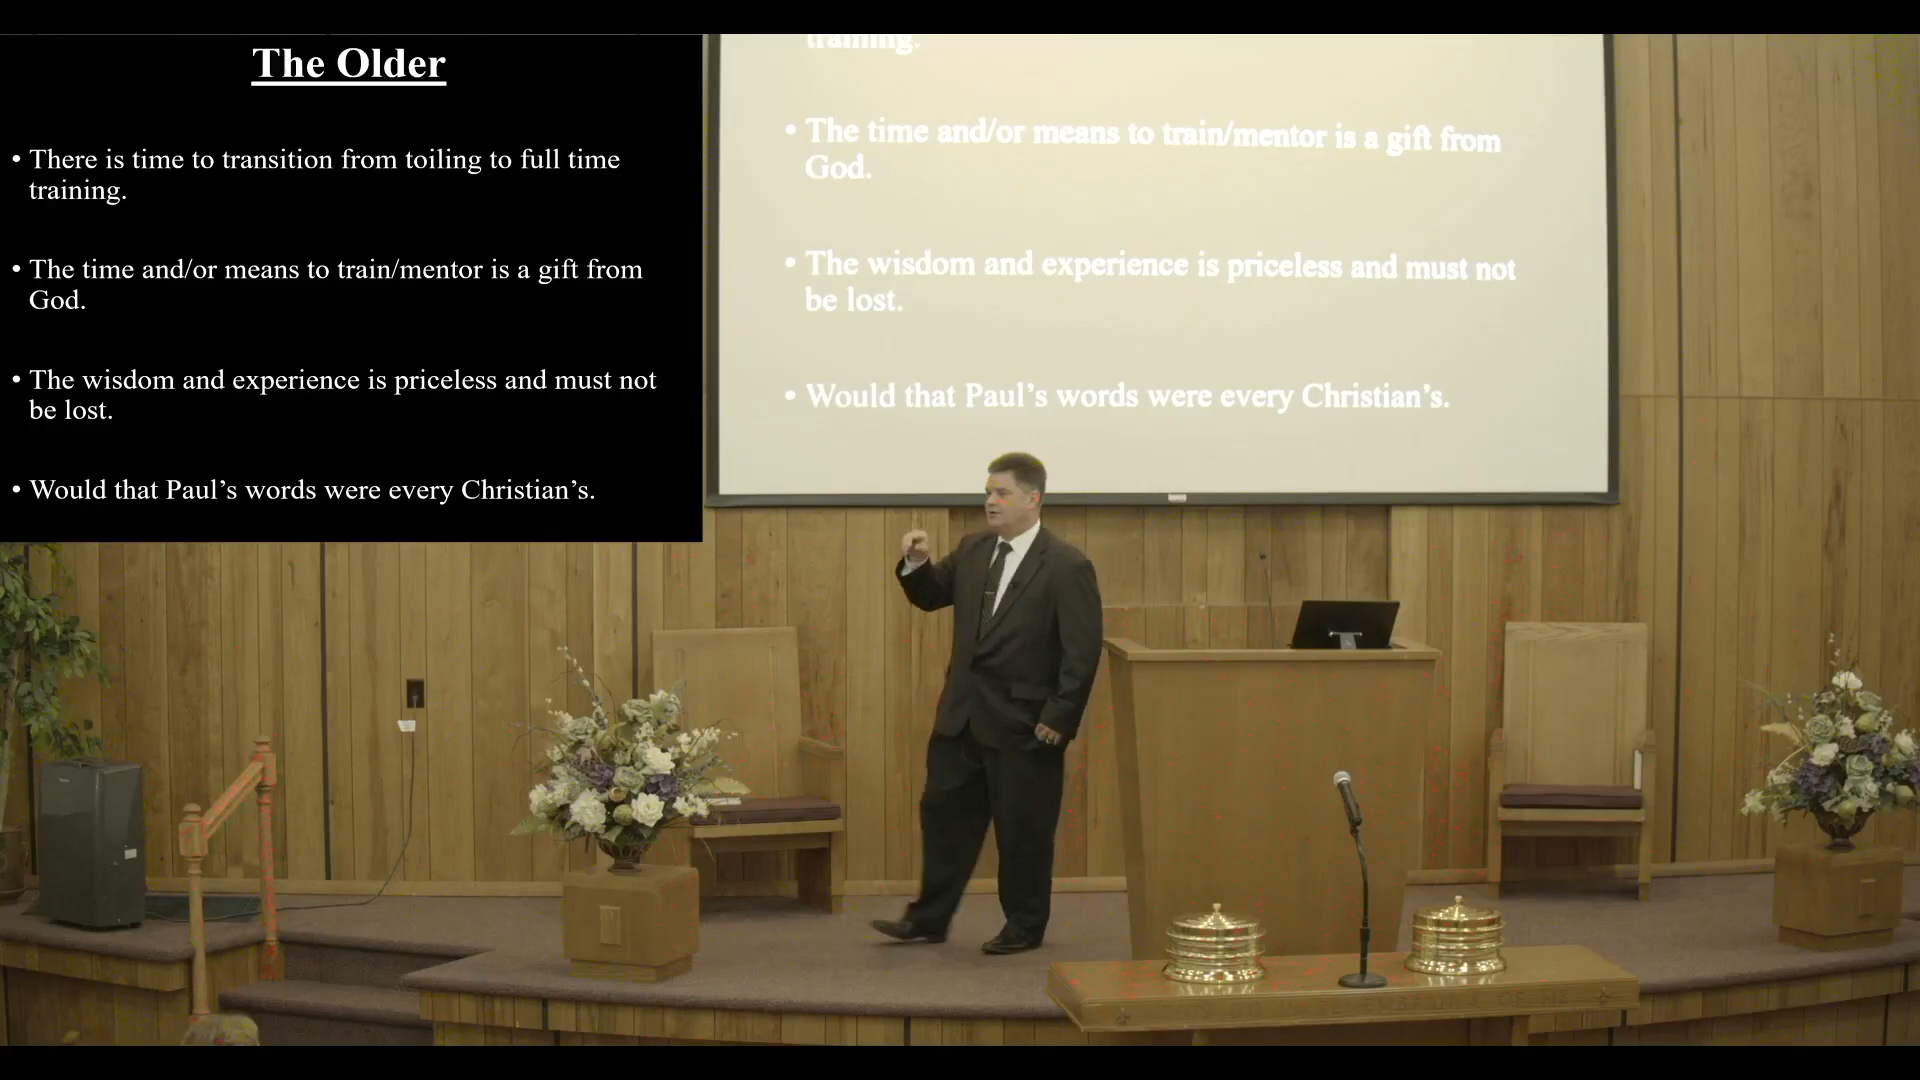 The Older
• There is time to transition from toiling to full time
training.
• The time and/or means to train/mentor is a gift from
God.
• The wisdom and experience is priceless and must not
be lost.
• Would that Paul’s words were every Christian’s.
training.
• The time and/or means to train/mentor is a gift from
God.
• The wisdom and experience is priceless and must not
be lost.
• Would that Paul’s words were every Christian’s.